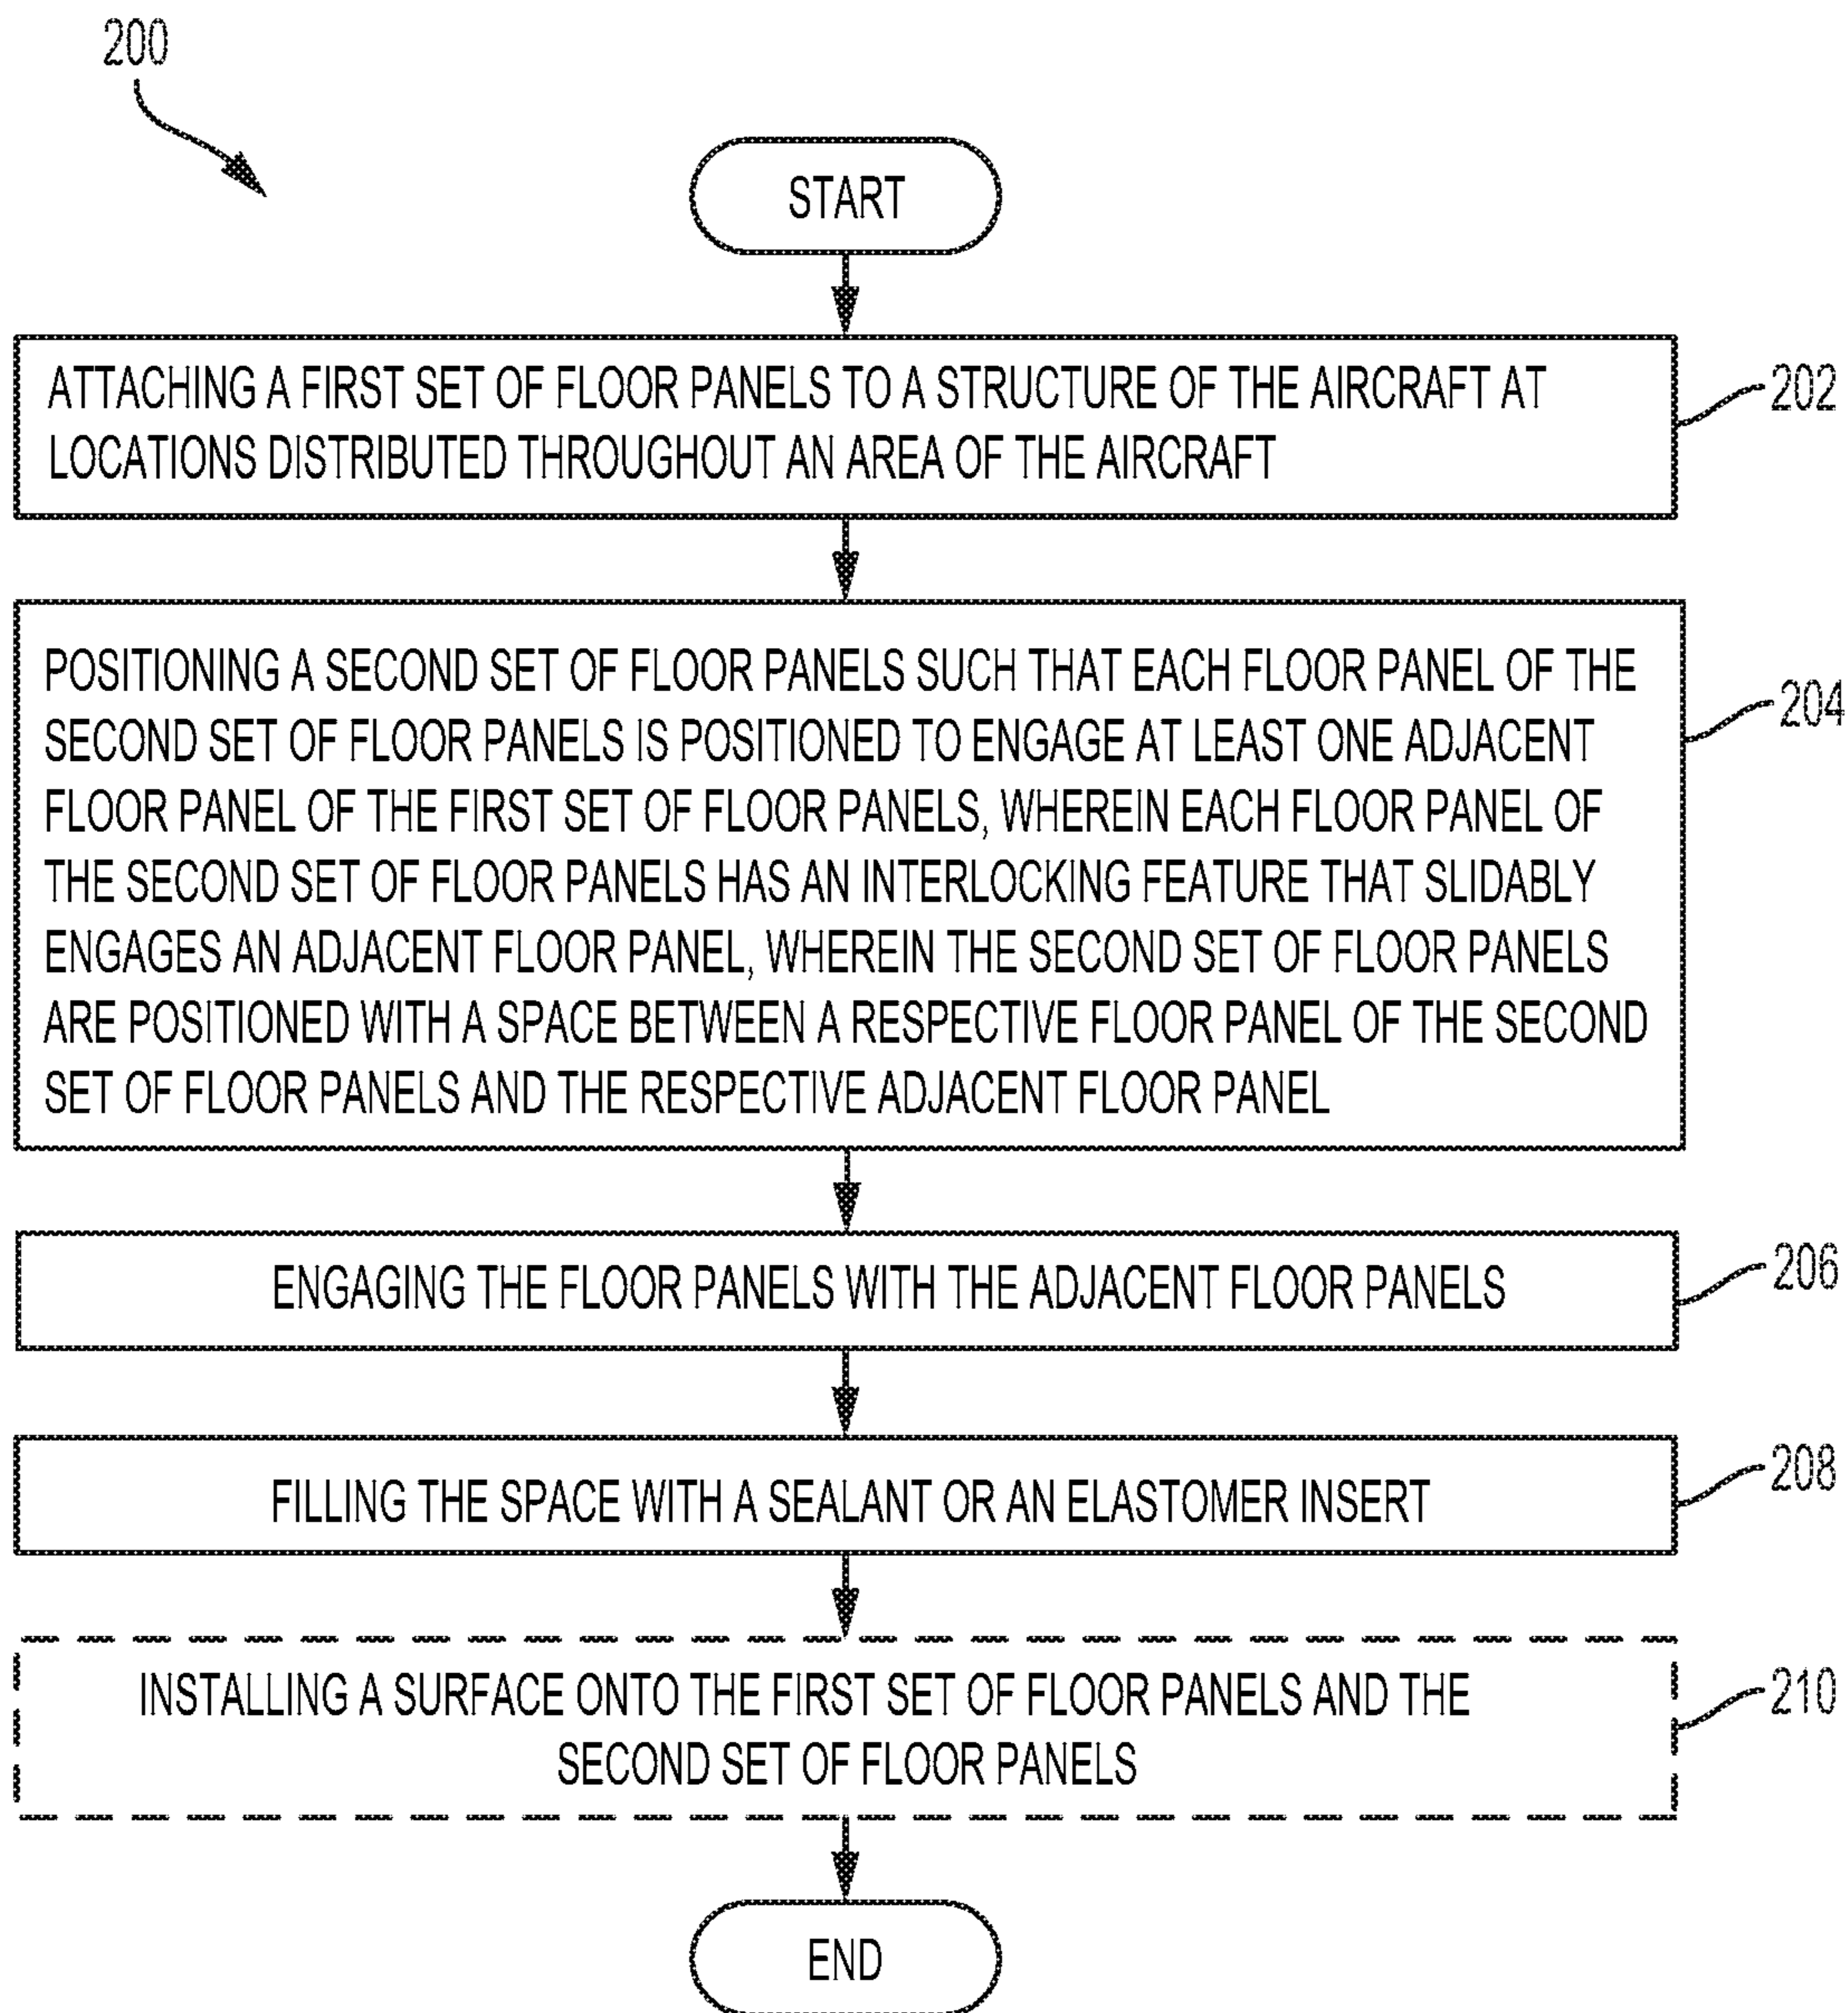 200
START
ATTACHING A FIRST SET OF FLOOR PANELS TO A STRUCTURE OF THE AIRCRAFT AT
LOCATIONS DISTRIBUTED THROUGHOUT AN AREA OF THE AIRCRAFT
202
POSITIONING A SECOND SET OF FLOOR PANELS SUCH THAT EACH FLOOR PANEL OF THE
SECOND SET OF FLOOR PANELS IS POSITIONED TO ENGAGE AT LEAST ONE ADJACENT
FLOOR PANEL OF THE FIRST SET OF FLOOR PANELS, WHEREIN EACH FLOOR PANEL OF
THE SECOND SET OF FLOOR PANELS HAS AN INTERLOCKING FEATURE THAT SLIDABLY
ENGAGES AN ADJACENT FLOOR PANEL, WHEREIN THE SECOND SET OF FLOOR PANELS
ARE POSITIONED WITH A SPACE BETWEEN A RESPECTIVE FLOOR PANEL OF THE SECOND
SET OF FLOOR PANELS AND THE RESPECTIVE ADJACENT FLOOR PANEL
204
ENGAGING THE FLOOR PANELS WITH THE ADJACENT FLOOR PANELS
206
FILLING THE SPACE WITH A SEALANT OR AN ELASTOMER INSERT
208
INSTALLING A SURFACE ONTO THE FIRST SET OF FLOOR PANELS AND THE
SECOND SET OF FLOOR PANELS
210
END